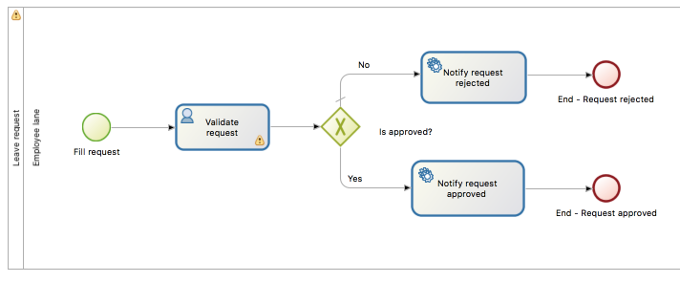 Leave request
Employee lane
Fill request
Validate
request
Is approved?
No
Notify request
rejected
End - Request rejected
Yes
Notify request
approved
End - Request approved